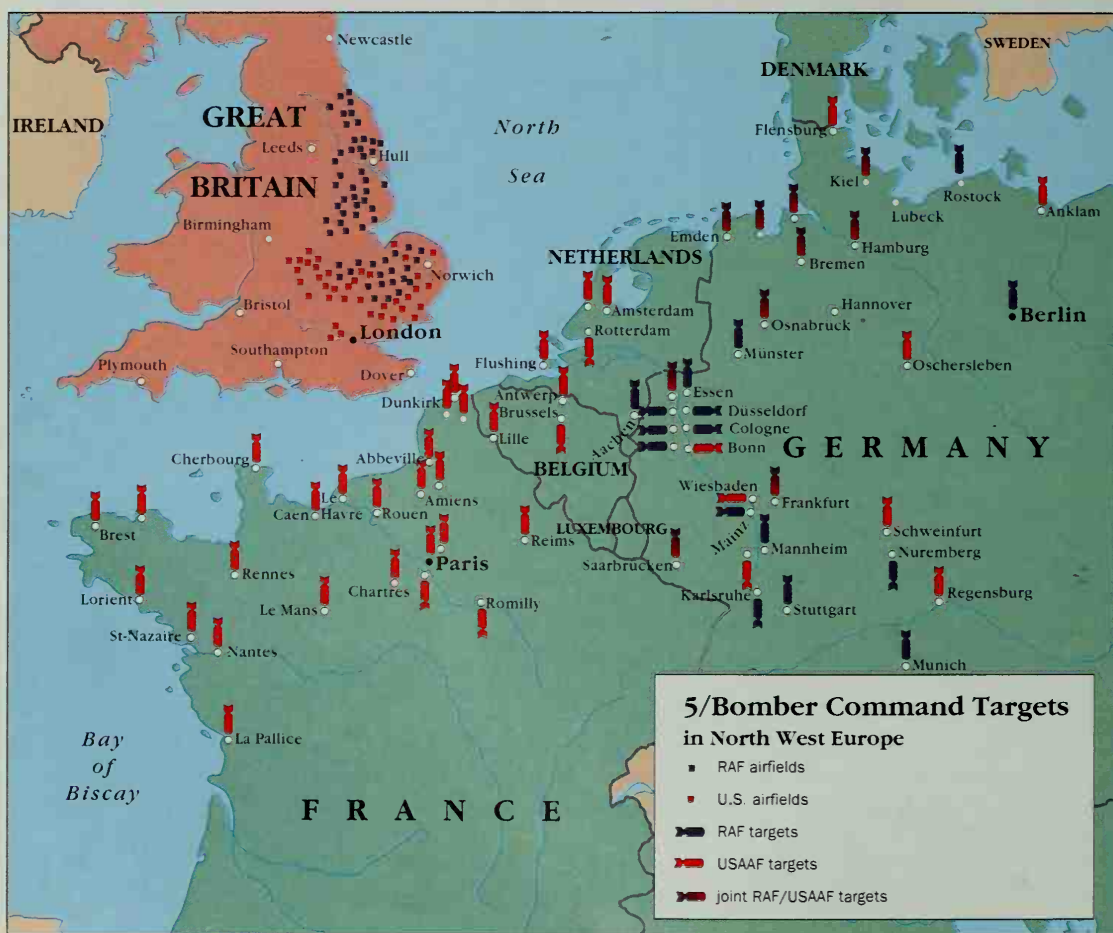 Newcastle
SWEDEN
DENMARK
IRELAND
GREAT
North
Flensburg
Leeds
Hull
Sea
Kiel
Rostock
BRITAIN
Lubeck
Anklam
Birmingham
Emden
Hamburg
NETHERLANDS
Bremen
Norwich
Bristol
Amsterdam
Hannover
Berlin
London
Rotterdam
Osnabruck
Southampton
Flushing
Münster
Plymouth
Dover
Oschersleben
Dunkirk
Antwerp
Essen
Brussels
Düsseldorf
Lille
Aachen
Cologne
Cherbourg
Abbeville
Bonn
GERMANY
BELGIUM
Le
Havre
Amiens
Wiesbaden
Caen
Rouen
Frankfurt
Brest
LUXEMBOURG
Mainz
Schweinfurt
Reims
Mannheim
Nuremberg
Paris
Saarbrücken
Rennes
Chartres
Karlsruhe
Lorient
Le Mans
Romilly
Stuttgart
Regensburg
St-Nazaire
Nantes
Munich
La Pallice
Bay
of
Biscay
FRANCE
5/Bomber Command Targets
in North West Europe
RAF airfields
U.S. airfields
RAF targets
USAAF targets
joint RAF/USAAF targets